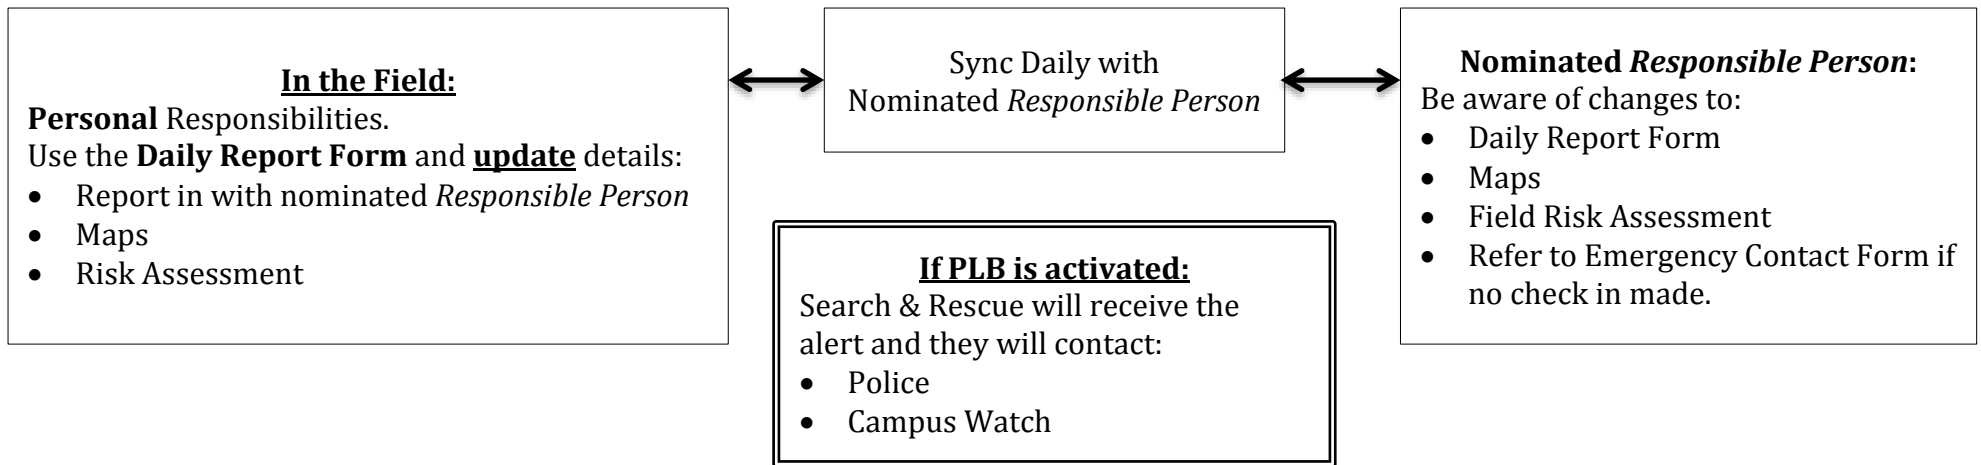 In the Field:
Personal Responsibilities.
Use the Daily Report Form and update details:
• Report in with nominated Responsible Person
• Maps
• Risk Assessment
Sync Daily with
Nominated Responsible Person
Nominated Responsible Person:
Be aware of changes to:
• Daily Report Form
• Maps
• Field Risk Assessment
• Refer to Emergency Contact Form if
no check in made.
If PLB is activated:
Search & Rescue will receive the
alert and they will contact:
• Police
• Campus Watch